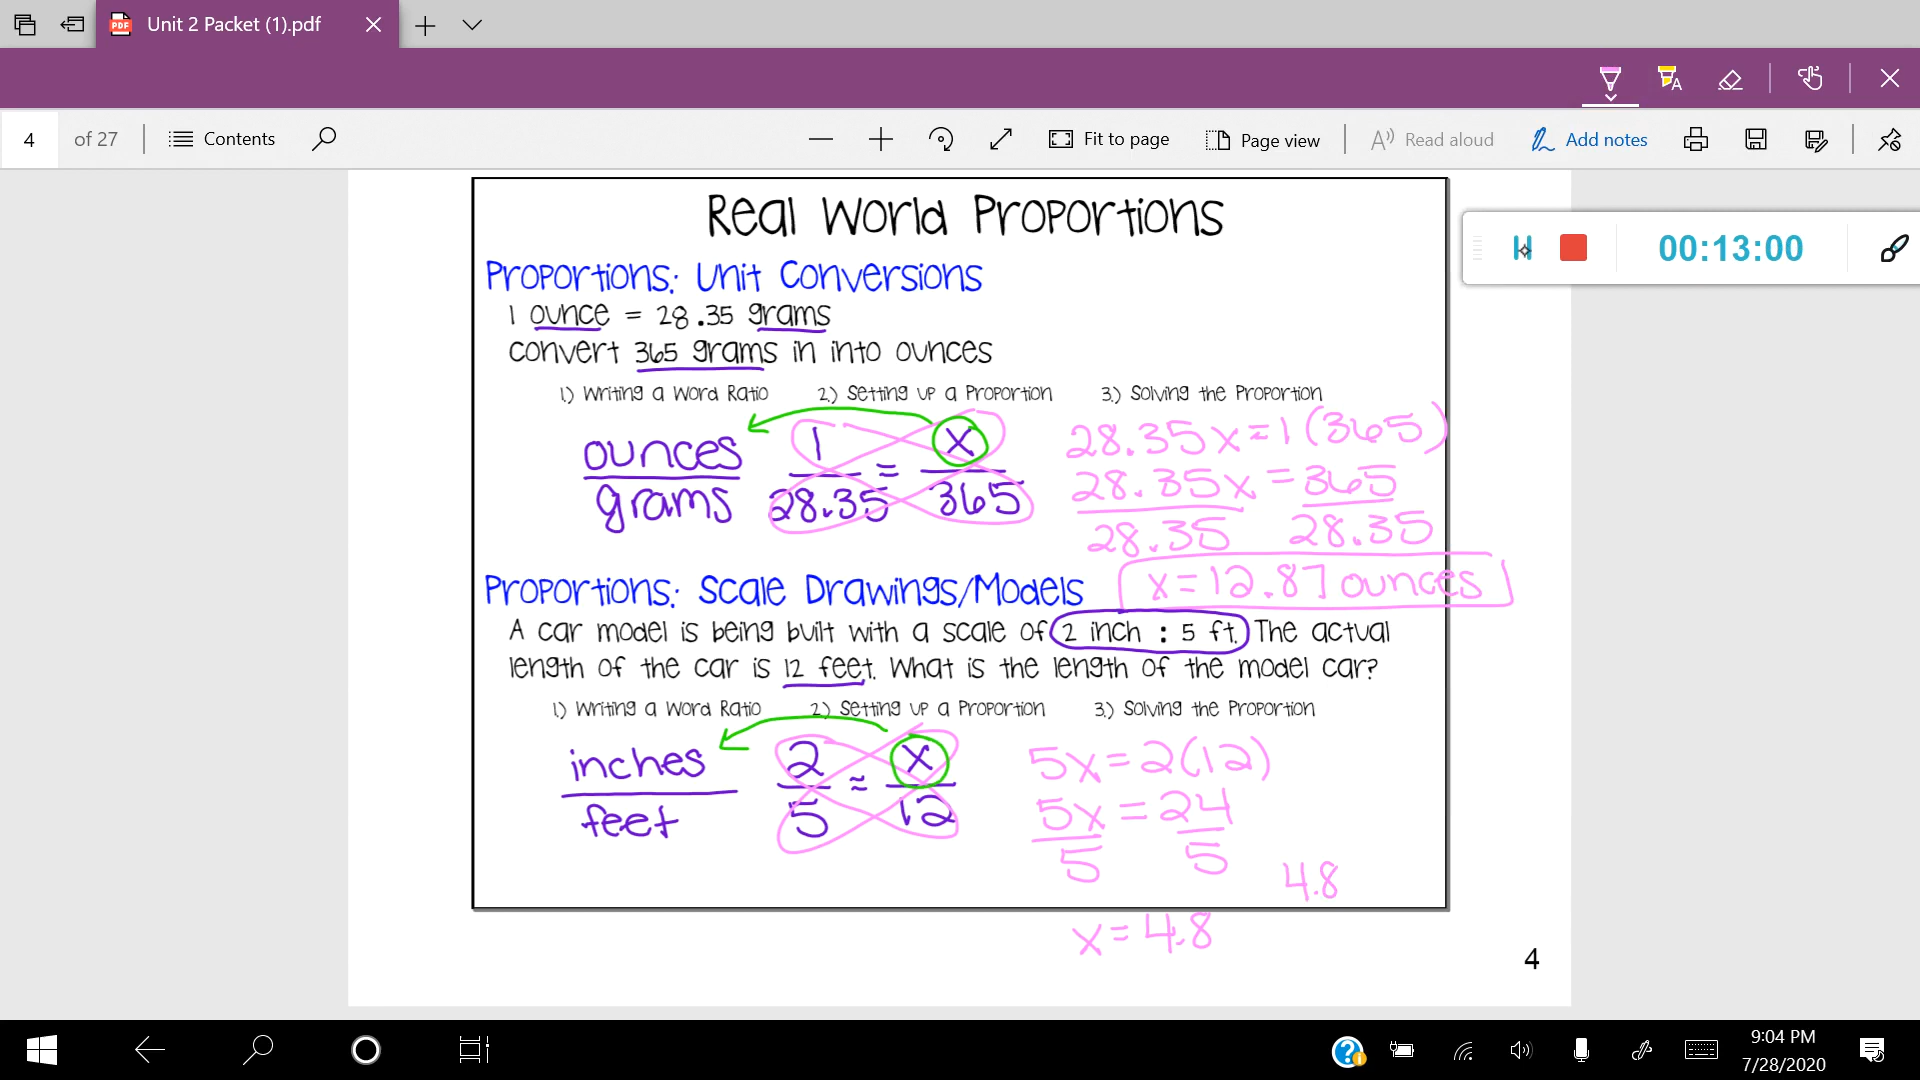 Unit 2 Packet (1).pdf
4 of 27 Contents Fit to page Page view Read aloud Add notes
00:13:00
Real World Proportions
Proportions: Unit Conversions
1 ounce = 28.35 grams
convert 365 grams in into ounces
1.) Writing a Word Ratio 2.) Setting up a Proportion 3.) Solving the Proportion
ounces 1 = x 28.35x=1(365)
grams 28.35 365 28.35x=365
28.35 28.35
x=12.87 ounces
Proportions: Scale Drawings/Models
A car model is being built with a scale of 2 inch : 5 ft. The actual
length of the car is 12 feet. What is the length of the model car?
1.) Writing a Word Ratio 2.) Setting up a Proportion 3.) Solving the Proportion
inches 2 ≈ x 5x=2(12)
feet 5 12 5x=24
5 5
4.8
x=4.8
4
9:04 PM
7/28/2020